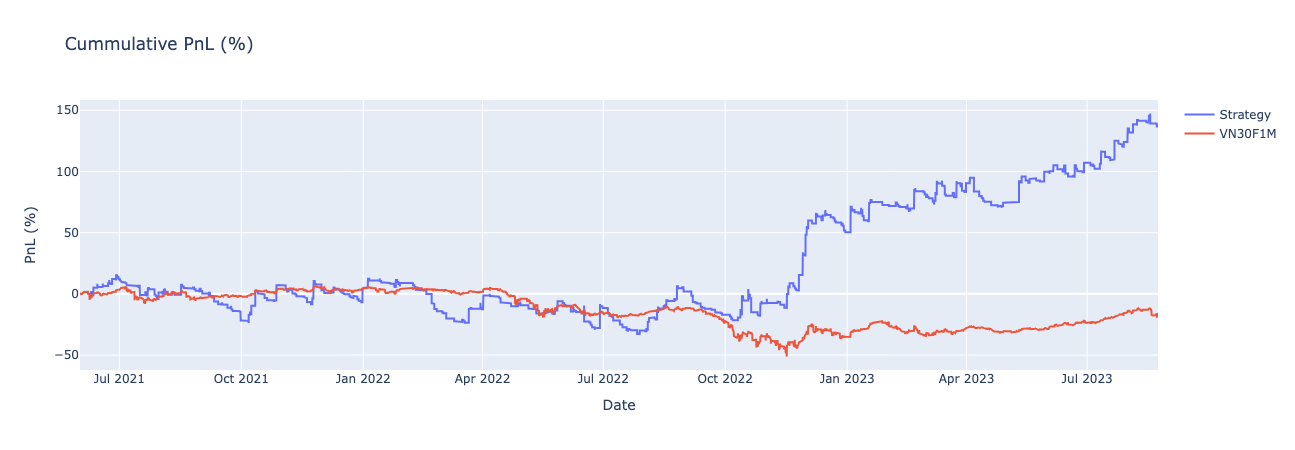 Cummulative PnL (%)
150
100
50
0
−50
PnL (%)
Jul 2021
Oct 2021
Jan 2022
Apr 2022
Jul 2022
Oct 2022
Jan 2023
Apr 2023
Jul 2023
Date
Strategy
VN30F1M